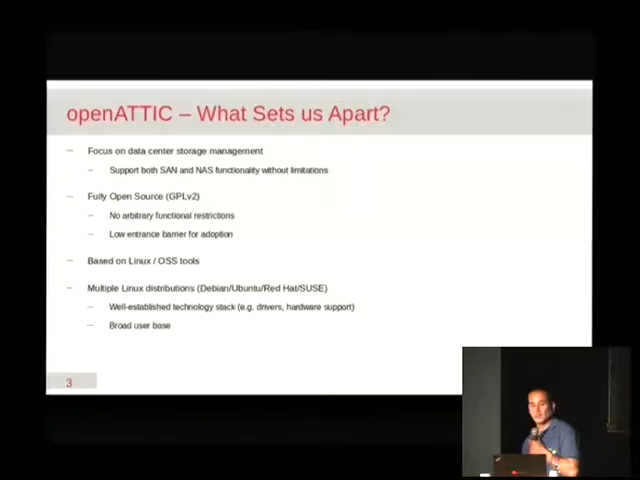 openATTIC – What Sets us Apart?
– Focus on data center storage management
– Support both SAN and NAS functionality without limitations
– Fully Open Source (GPLv2)
– No arbitrary functional restrictions
– Low entrance barrier for adoption
– Based on Linux / OSS tools
– Multiple Linux distributions (Debian/Ubuntu/Red Hat/SUSE)
– Well-established technology stack (e.g. drivers, hardware support)
– Broad user base
3